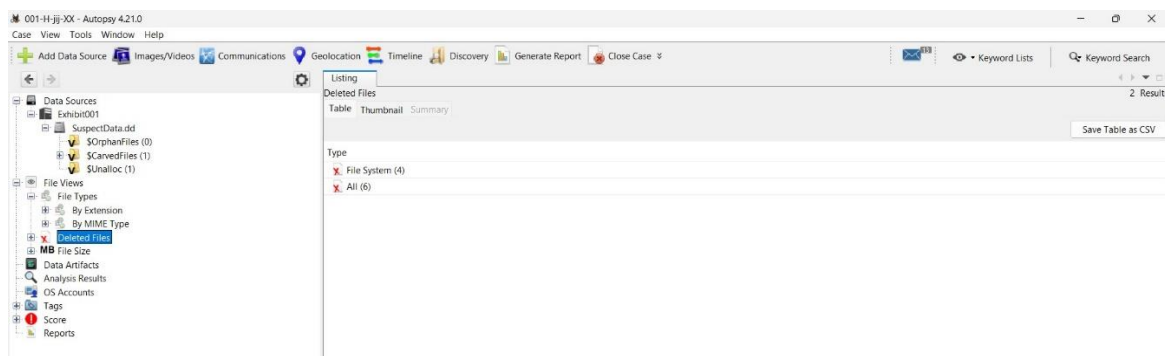 001-H-jij-XX - Autopsy 4.21.0
Case View Tools Window Help
Add Data Source Images/Videos Communications Geolocation Timeline Discovery Generate Report Close Case Keyword Lists Keyword Search
Listing
Deleted Files 2 Result
Table Thumbnail Summary
Save Table as CSV
Type
File System (4)
All (6)
Data Sources
Exhibit001
SuspectData.dd
$OrphanFiles (0)
$CarvedFiles (1)
$Unalloc (1)
File Views
File Types
By Extension
By MIME Type
Deleted Files
MB File Size
Data Artifacts
Analysis Results
OS Accounts
Tags
Score
Reports